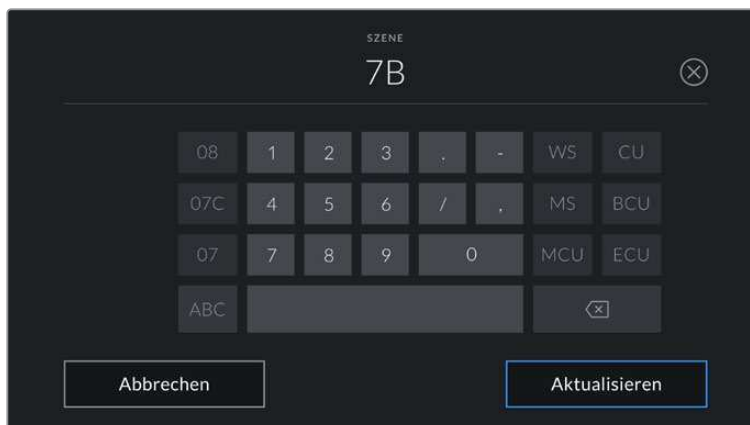 SZENE
7B
08 1 2 3 . - WS CU
07C 4 5 6 / , MS BCU
07 7 8 9 0 MCU ECU
ABC
Abbrechen Aktualisieren